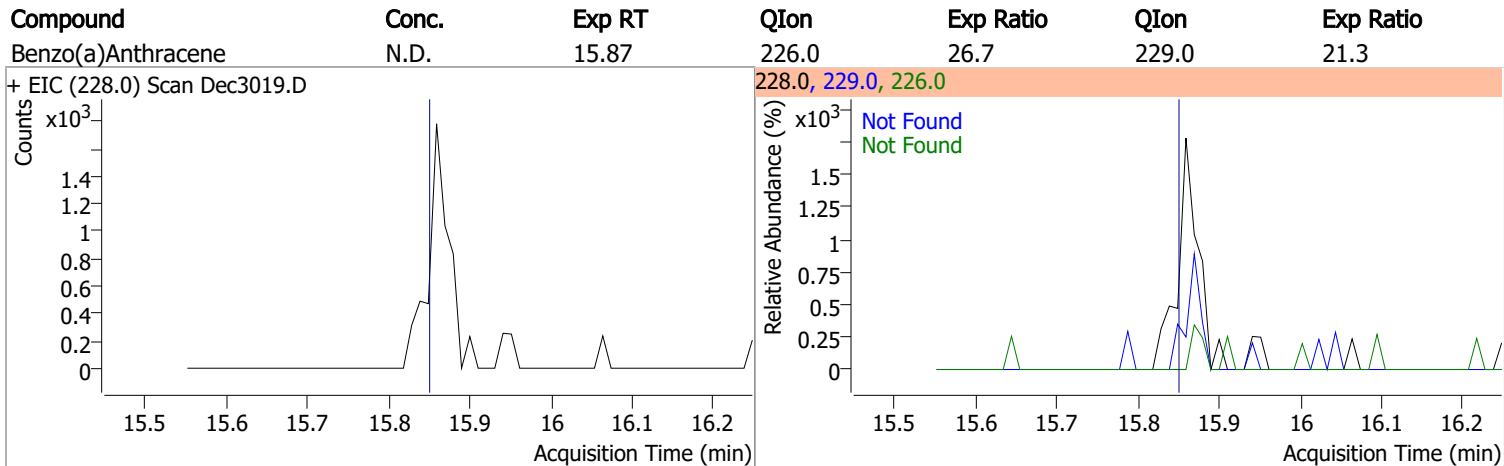 Compound Conc. Exp RT QIon Exp Ratio QIon Exp Ratio
Benzo(a)Anthracene N.D. 15.87 226.0 26.7 229.0 21.3
+ EIC (228.0) Scan Dec3019.D
Counts
x10³
1.4
1.2
1
0.8
0.6
0.4
0.2
0
15.5 15.6 15.7 15.8 15.9 16 16.1 16.2
Acquisition Time (min)
228.0, 229.0, 226.0
Relative Abundance (%)
x10³
Not Found
Not Found
1.5
1.25
1
0.75
0.5
0.25
0
15.5 15.6 15.7 15.8 15.9 16 16.1 16.2
Acquisition Time (min)